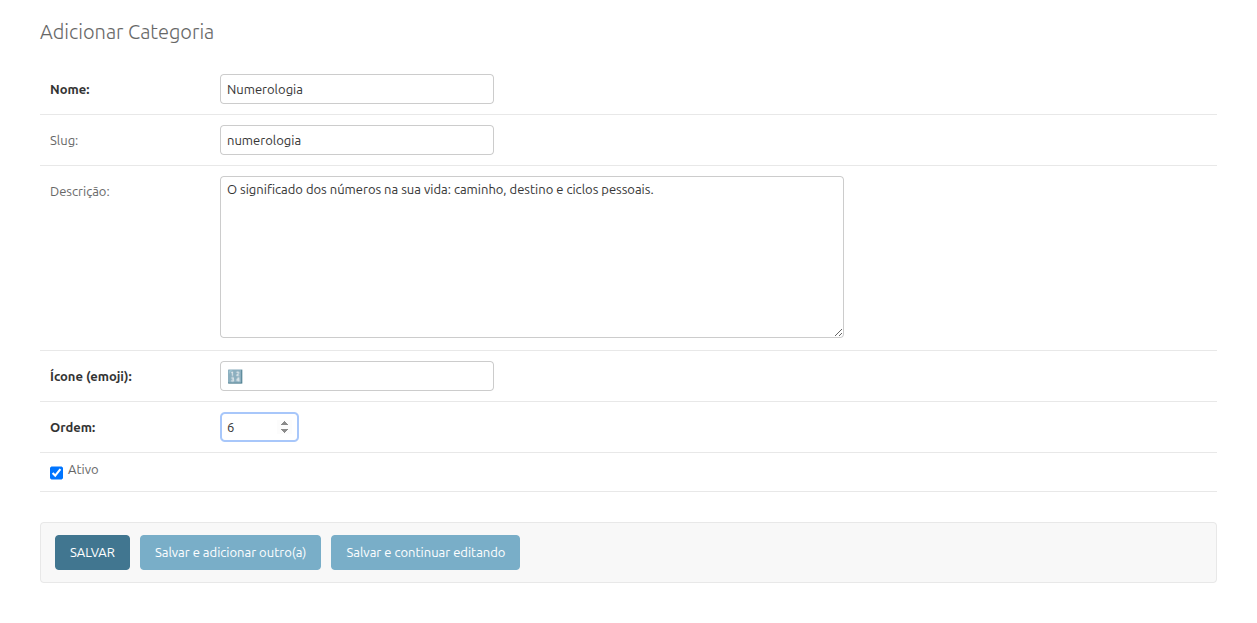 Adicionar Categoria
Nome: Numerologia
Slug: numerologia
Descrição: O significado dos números na sua vida: caminho, destino e ciclos pessoais.
Ícone (emoji): 🔢
Ordem: 6
Ativo
SALVAR Salvar e adicionar outro(a) Salvar e continuar editando